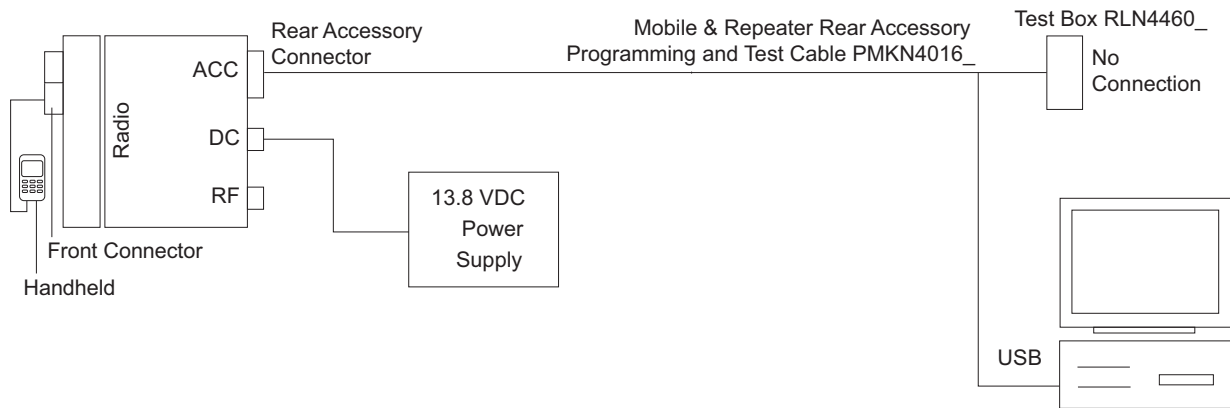 Rear Accessory
Connector
Mobile & Repeater Rear Accessory
Programming and Test Cable PMKN4016_
Test Box RLN4460_
No
Connection
ACC
DC
RF
Radio
13.8 VDC
Power
Supply
Front Connector
Handheld
USB